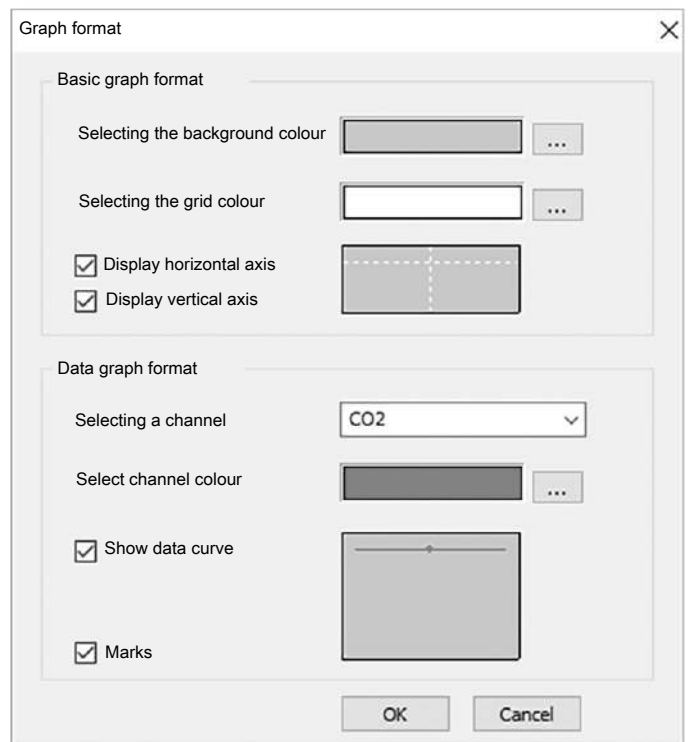 Graph format
Basic graph format
Selecting the background colour
...
Selecting the grid colour
...
Display horizontal axis
Display vertical axis
Data graph format
Selecting a channel
CO2
Select channel colour
...
Show data curve
Marks
OK
Cancel